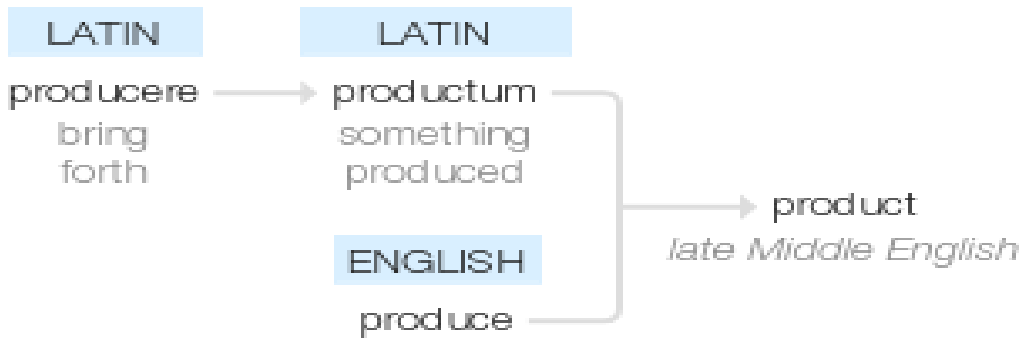 LATIN
LATIN
producere
productum
bring
forth
something
produced
product
late Middle English
ENGLISH
produce